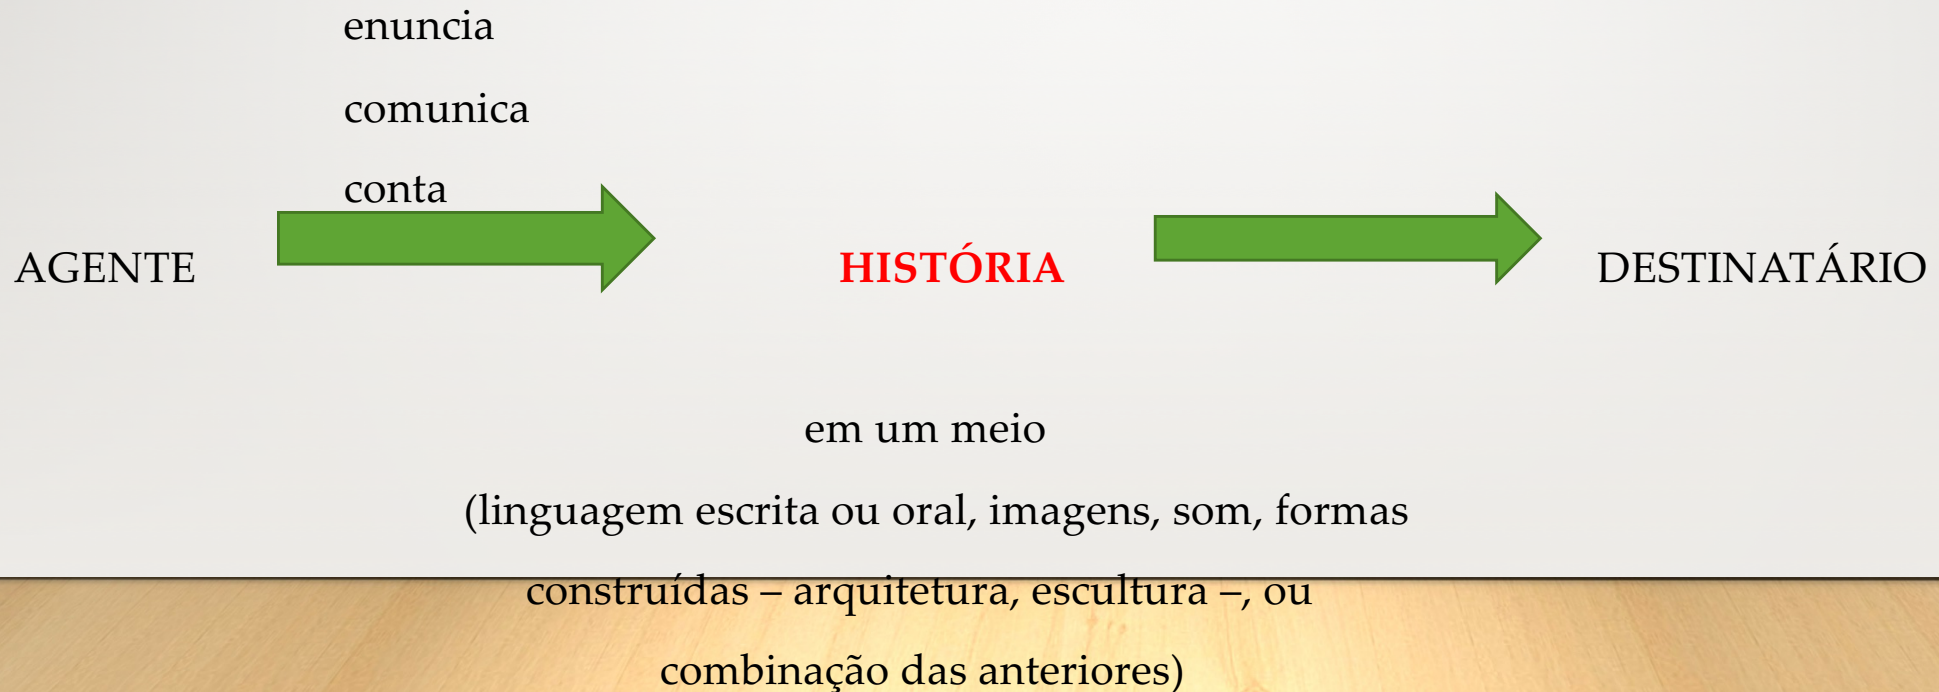 enuncia
comunica
conta
AGENTE HISTÓRIA DESTINATÁRIO
em um meio
(linguagem escrita ou oral, imagens, som, formas
construídas – arquitetura, escultura –, ou
combinação das anteriores)